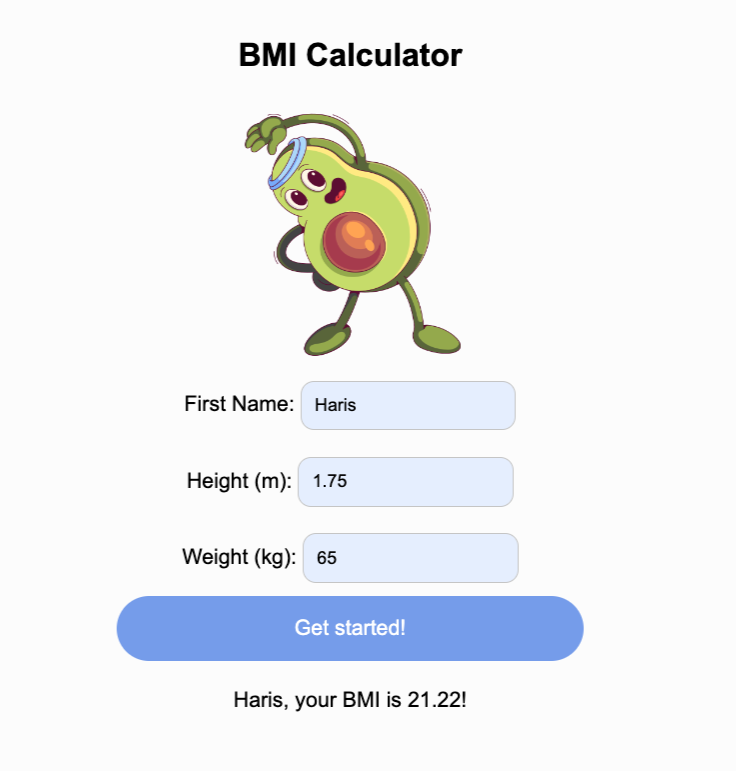 BMI Calculator
First Name: Haris
Height (m): 1.75
Weight (kg): 65
Get started!
Haris, your BMI is 21.22!